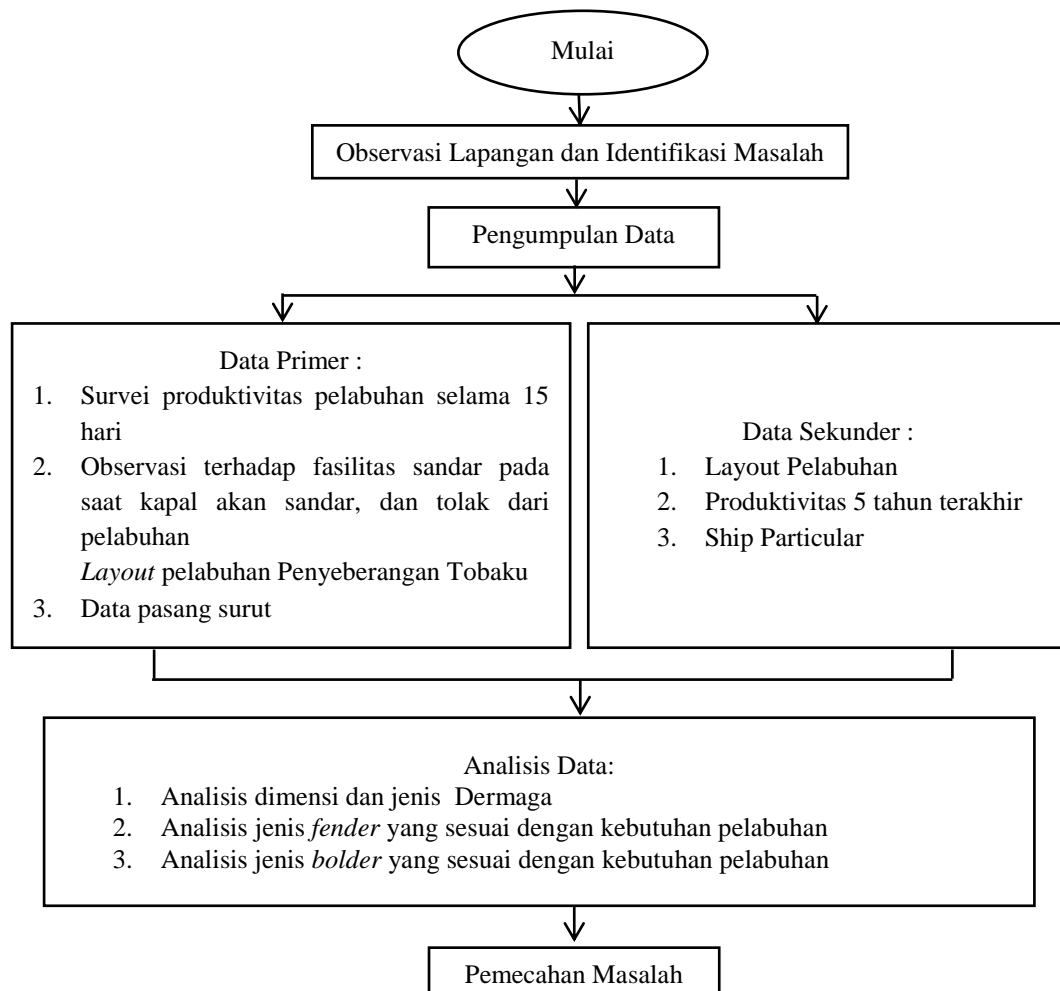 Mulai
Observasi Lapangan dan Identifikasi Masalah
Pengumpulan Data
Data Primer :
1. Survei produktivitas pelabuhan selama 15
hari
2. Observasi terhadap fasilitas sandar pada
saat kapal akan sandar, dan tolak dari
pelabuhan
Layout pelabuhan Penyeberangan Tobaku
3. Data pasang surut
Data Sekunder :
1. Layout Pelabuhan
2. Produktivitas 5 tahun terakhir
3. Ship Particular
Analisis Data:
1. Analisis dimensi dan jenis Dermaga
2. Analisis jenis fender yang sesuai dengan kebutuhan pelabuhan
3. Analisis jenis bolder yang sesuai dengan kebutuhan pelabuhan
Pemecahan Masalah